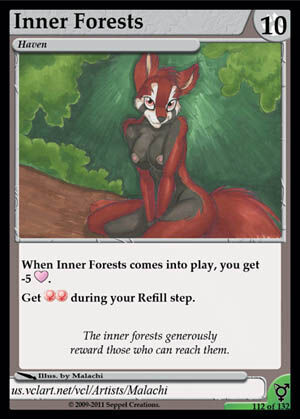 Inner Forests
10
Haven
When Inner Forests comes into play, you get
-5 .
Get during your Refill step.
The inner forests generously
reward those who can reach them.
Illus. by Malachi
us.vclart.net/vcl/Artists/Malachi
© 2009-2011 Seppel Creations.
112 of 132